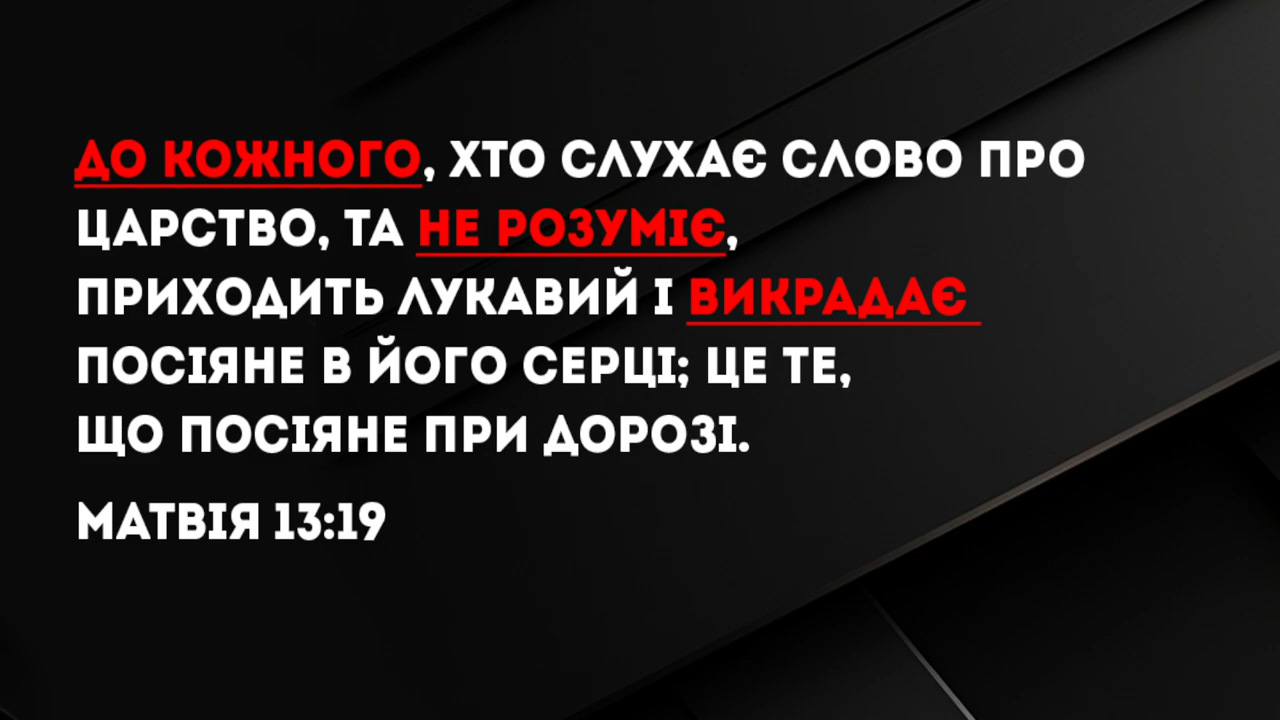 ДО КОЖНОГО, ХТО СЛУХАЄ СЛОВО ПРО
ЦАРСТВО, ТА НЕ РОЗУМІЄ,
ПРИХОДИТЬ ЛУКАВИЙ І ВИКРАДАЄ
ПОСІЯНЕ В ЙОГО СЕРЦІ; ЦЕ ТЕ,
ЩО ПОСІЯНЕ ПРИ ДОРОЗІ.
МАТВІЯ 13:19